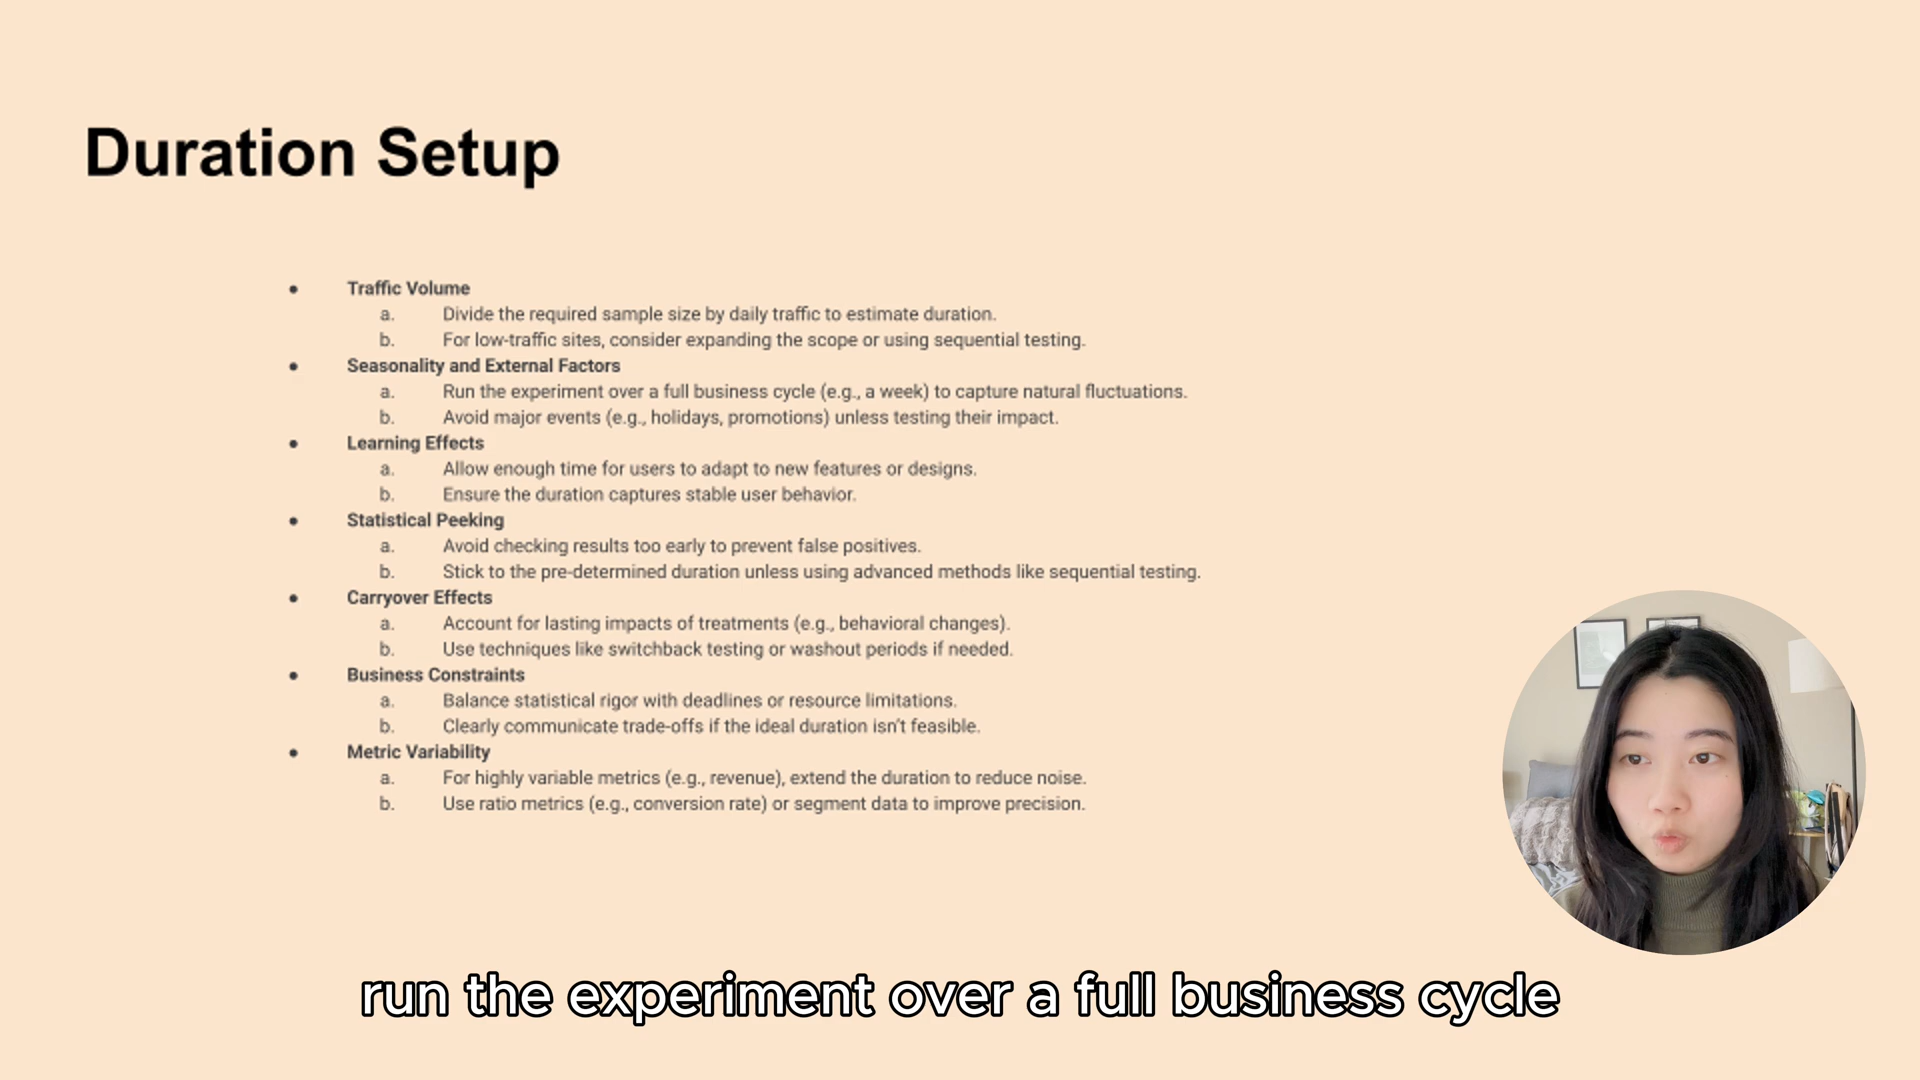 Duration Setup
● Traffic Volume
a. Divide the required sample size by daily traffic to estimate duration.
b. For low-traffic sites, consider expanding the scope or using sequential testing.
● Seasonality and External Factors
a. Run the experiment over a full business cycle (e.g., a week) to capture natural fluctuations.
b. Avoid major events (e.g., holidays, promotions) unless testing their impact.
● Learning Effects
a. Allow enough time for users to adapt to new features or designs.
b. Ensure the duration captures stable user behavior.
● Statistical Peeking
a. Avoid checking results too early to prevent false positives.
b. Stick to the pre-determined duration unless using advanced methods like sequential testing.
● Carryover Effects
a. Account for lasting impacts of treatments (e.g., behavioral changes).
b. Use techniques like switchback testing or washout periods if needed.
● Business Constraints
a. Balance statistical rigor with deadlines or resource limitations.
b. Clearly communicate trade-offs if the ideal duration isn't feasible.
● Metric Variability
a. For highly variable metrics (e.g., revenue), extend the duration to reduce noise.
b. Use ratio metrics (e.g., conversion rate) or segment data to improve precision.
run the experiment over a full business cycle